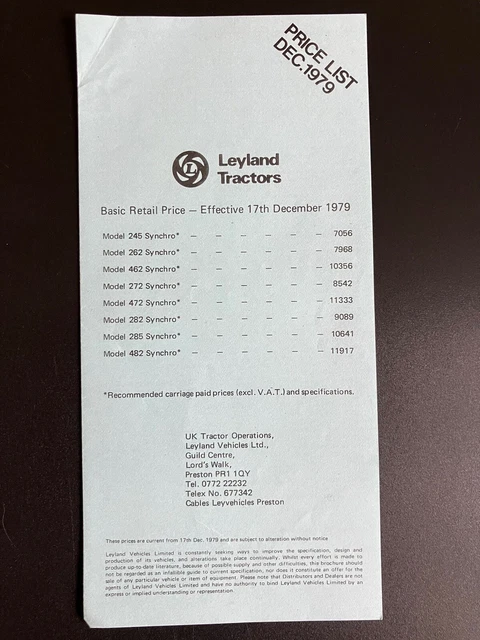 PRICE LIST
DEC.1979
L
Leyland
Tractors
Basic Retail Price — Effective 17th December 1979
Model 245 Synchro* — — — — — — 7056
Model 262 Synchro* — — — — — — 7968
Model 462 Synchro* — — — — — — 10356
Model 272 Synchro* — — — — — — 8542
Model 472 Synchro* — — — — — — 11333
Model 282 Synchro* — — — — — — 9089
Model 285 Synchro* — — — — — — 10641
Model 482 Synchro* — — — — — — 11917
*Recommended carriage paid prices (excl. V.A.T.) and specifications.
UK Tractor Operations,
Leyland Vehicles Ltd.,
Guild Centre,
Lord's Walk,
Preston PR1 1QY
Tel. 0772 22232
Telex No. 677342
Cables Leyvehicles Preston
These prices are current from 17th Dec. 1979 and are subject to alteration without notice
Leyland Vehicles Limited is constantly seeking ways to improve the specification, design and
production of its vehicles, and alterations take place continually. Whilst every effort is made to
produce up-to-date literature, because of possible supply and other difficulties, this brochure should
not be regarded as an infallible guide to current specification, nor does it constitute an offer for the
sale of any particular vehicle or item of equipment. Please note that Distributors and Dealers are not
agents of Leyland Vehicles Limited and have no authority to bind Leyland Vehicles Limited by an
express or implied understanding or representation.